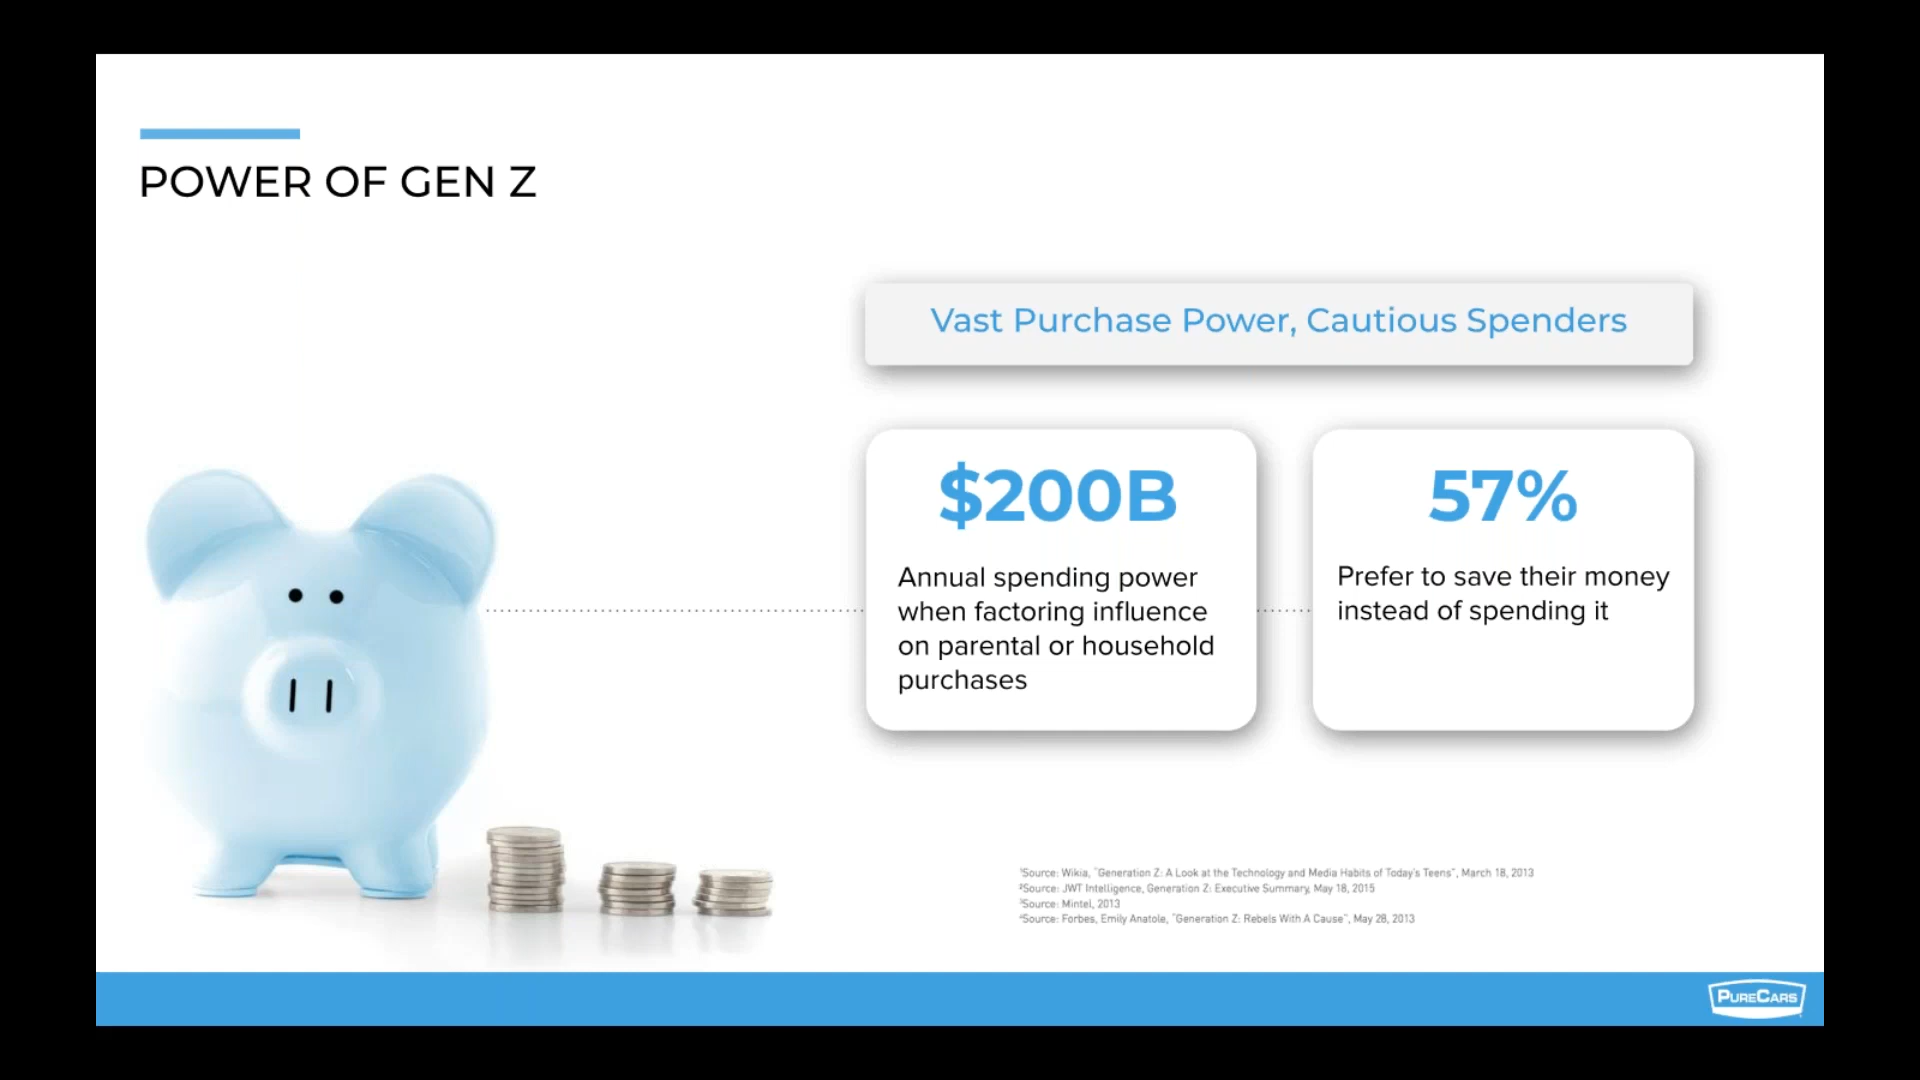 POWER OF GEN Z
Vast Purchase Power, Cautious Spenders
$200B
Annual spending power
when factoring influence
on parental or household
purchases
57%
Prefer to save their money
instead of spending it
¹Source: Wikia, "Generation Z: A Look at the Technology and Media Habits of Today's Teens", March 18, 2013
²Source: JWT Intelligence, Generation Z: Executive Summary, May 18, 2015
³Source: Mintel, 2013
⁴Source: Forbes, Emily Anatole, "Generation Z: Rebels With A Cause", May 28, 2013
PURECARS